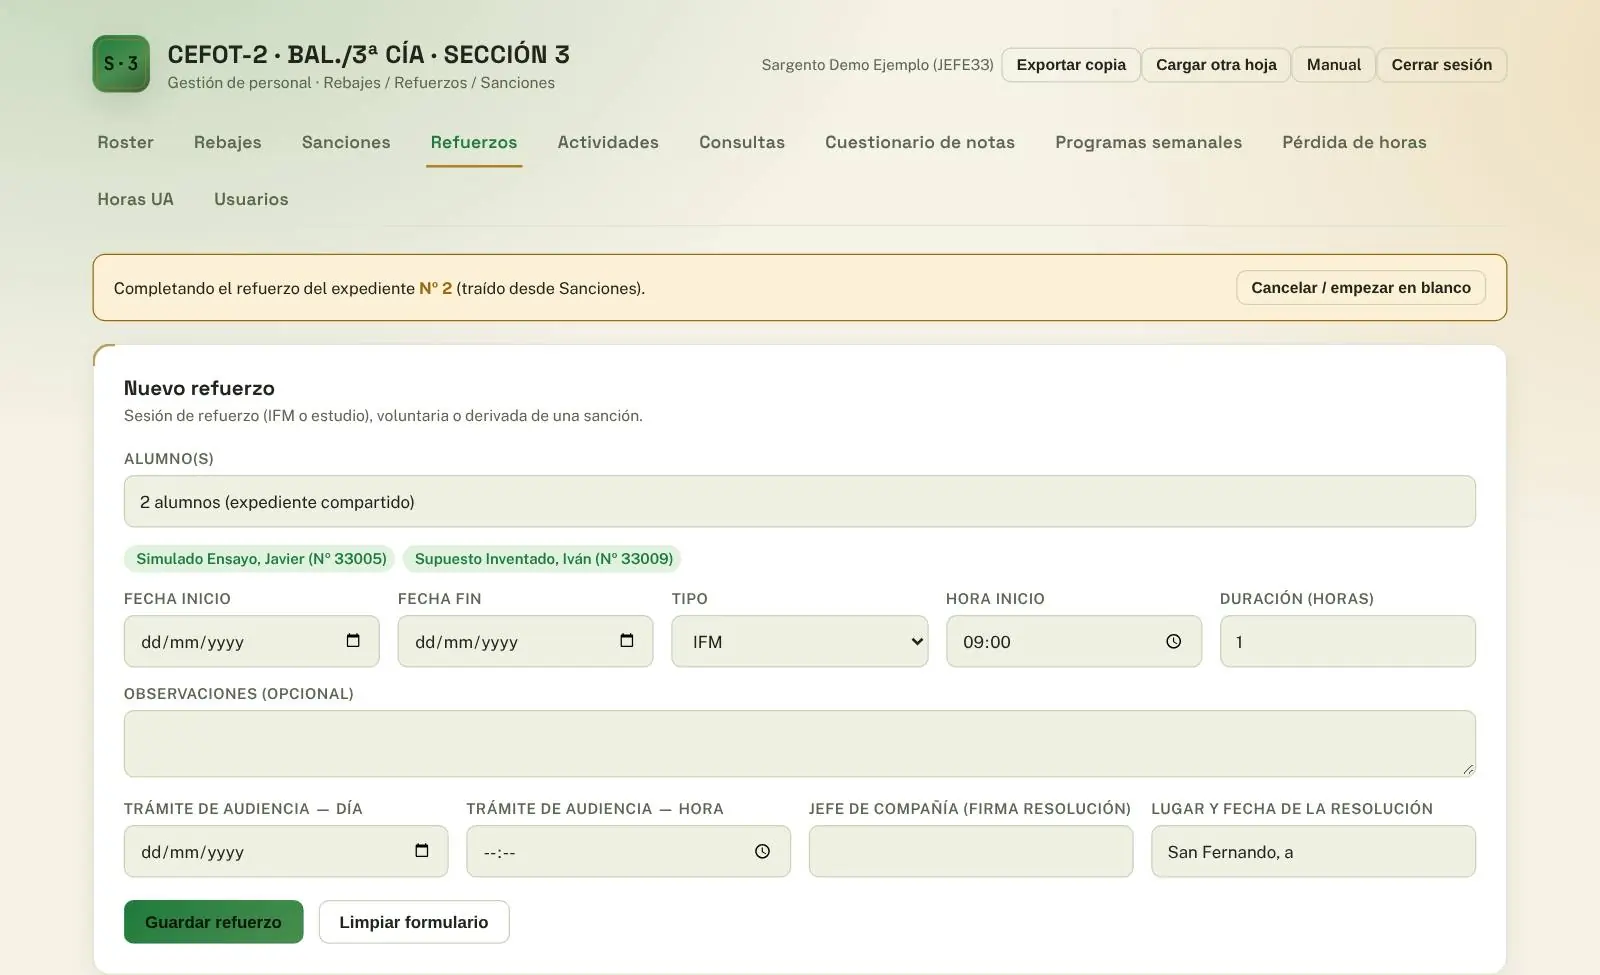 S·3
CEFOT-2 · BAL./3ª CÍA · SECCIÓN 3
Gestión de personal · Rebajes / Refuerzos / Sanciones
Sargento Demo Ejemplo (JEFE33)
Exportar copia
Cargar otra hoja
Manual
Cerrar sesión
Roster
Rebajes
Sanciones
Refuerzos
Actividades
Consultas
Cuestionario de notas
Programas semanales
Pérdida de horas
Horas UA
Usuarios
Completando el refuerzo del expediente Nº 2 (traído desde Sanciones).
Cancelar / empezar en blanco
Nuevo refuerzo
Sesión de refuerzo (IFM o estudio), voluntaria o derivada de una sanción.
ALUMNO(S)
2 alumnos (expediente compartido)
Simulado Ensayo, Javier (Nº 33005)
Supuesto Inventado, Iván (Nº 33009)
FECHA INICIO
FECHA FIN
TIPO
HORA INICIO
DURACIÓN (HORAS)
dd/mm/yyyy
dd/mm/yyyy
IFM
09:00
1
OBSERVACIONES (OPCIONAL)
TRÁMITE DE AUDIENCIA — DÍA
TRÁMITE DE AUDIENCIA — HORA
JEFE DE COMPAÑÍA (FIRMA RESOLUCIÓN)
LUGAR Y FECHA DE LA RESOLUCIÓN
dd/mm/yyyy
--:--
San Fernando, a
Guardar refuerzo
Limpiar formulario